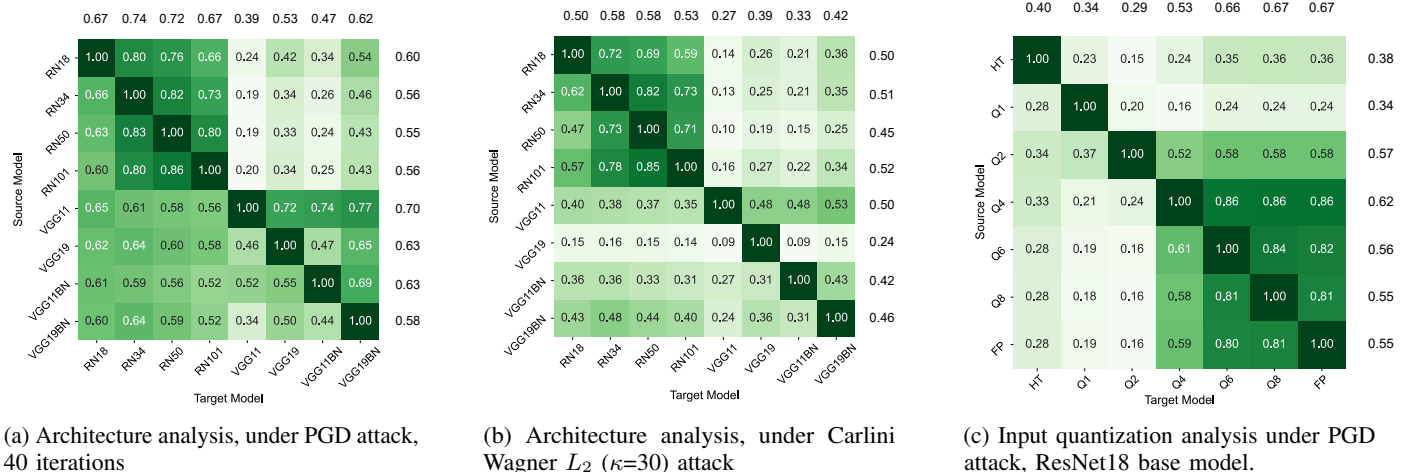 0.67 0.74 0.72 0.67 0.39 0.53 0.47 0.62
RN18 1.00 0.80 0.76 0.66 0.24 0.42 0.34 0.54 0.60
RN34 0.66 1.00 0.82 0.73 0.19 0.34 0.26 0.46 0.56
RN50 0.63 0.83 1.00 0.80 0.19 0.33 0.24 0.43 0.55
RN101 0.60 0.80 0.86 1.00 0.20 0.34 0.25 0.43 0.56
VGG11 0.65 0.61 0.58 0.56 1.00 0.72 0.74 0.77 0.70
VGG19 0.62 0.64 0.60 0.58 0.46 1.00 0.47 0.65 0.63
VGG11BN 0.61 0.59 0.56 0.52 0.52 0.55 1.00 0.69 0.63
VGG19BN 0.60 0.64 0.59 0.52 0.34 0.50 0.44 1.00 0.58
RN18 RN34 RN50 RN101 VGG11 VGG19 VGG11BN VGG19BN
Source Model
Target Model
(a) Architecture analysis, under PGD attack,
40 iterations
0.50 0.58 0.58 0.53 0.27 0.39 0.33 0.42
RN18 1.00 0.72 0.69 0.59 0.14 0.26 0.21 0.36 0.50
RN34 0.62 1.00 0.82 0.73 0.13 0.25 0.21 0.35 0.51
RN50 0.47 0.73 1.00 0.71 0.10 0.19 0.15 0.25 0.45
RN101 0.57 0.78 0.85 1.00 0.16 0.27 0.22 0.34 0.52
VGG11 0.40 0.38 0.37 0.35 1.00 0.48 0.48 0.53 0.50
VGG19 0.15 0.16 0.15 0.14 0.09 1.00 0.09 0.15 0.24
VGG11BN 0.36 0.36 0.33 0.31 0.27 0.31 1.00 0.43 0.42
VGG19BN 0.43 0.48 0.44 0.40 0.24 0.36 0.31 1.00 0.46
RN18 RN34 RN50 RN101 VGG11 VGG19 VGG11BN VGG19BN
Source Model
Target Model
(b) Architecture analysis, under Carlini
Wagner L2 (κ=30) attack
0.40 0.34 0.29 0.53 0.66 0.67 0.67
HT 1.00 0.23 0.15 0.24 0.35 0.36 0.36 0.38
Q1 0.28 1.00 0.20 0.16 0.24 0.24 0.24 0.34
Q2 0.34 0.37 1.00 0.52 0.58 0.58 0.58 0.57
Q4 0.33 0.21 0.24 1.00 0.86 0.86 0.86 0.62
Q6 0.28 0.19 0.16 0.61 1.00 0.84 0.82 0.56
Q8 0.28 0.18 0.16 0.58 0.81 1.00 0.81 0.55
FP 0.28 0.19 0.16 0.59 0.80 0.81 1.00 0.55
HT Q1 Q2 Q4 Q6 Q8 FP
Source Model
Target Model
(c) Input quantization analysis under PGD
attack, ResNet18 base model.